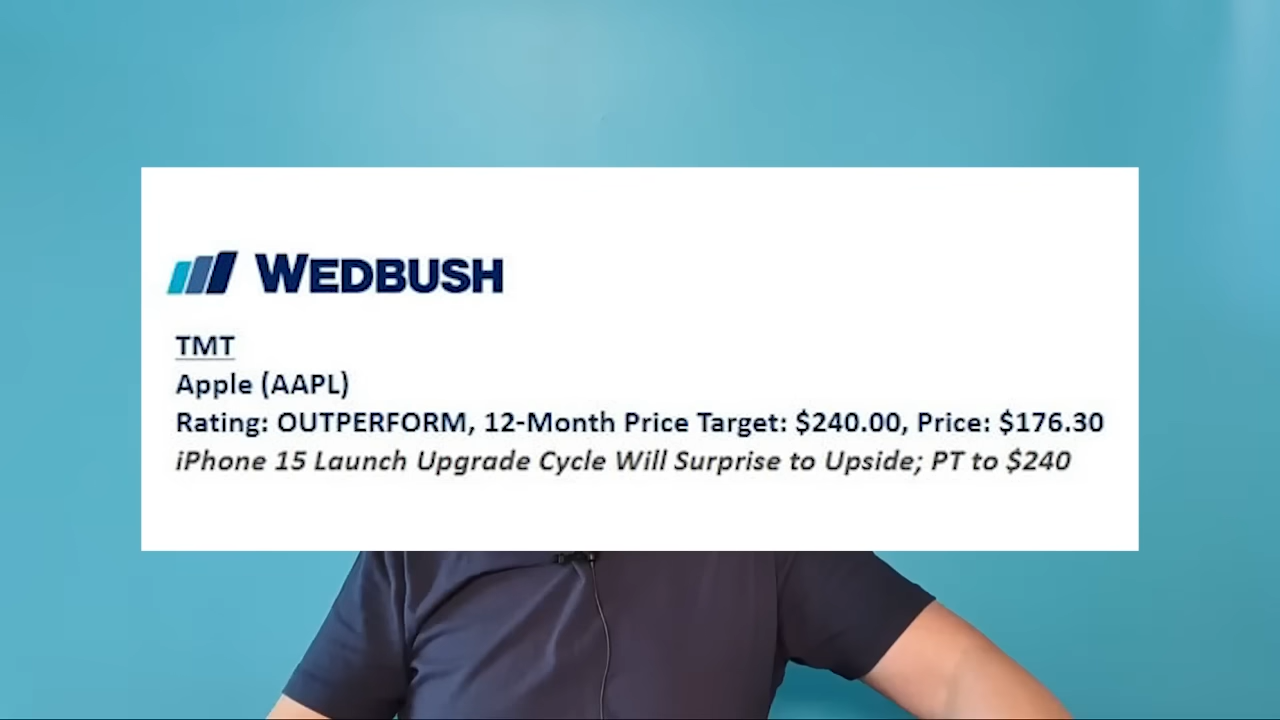 WEDBUSH
TMT
Apple (AAPL)
Rating: OUTPERFORM, 12-Month Price Target: $240.00, Price: $176.30
iPhone 15 Launch Upgrade Cycle Will Surprise to Upside; PT to $240